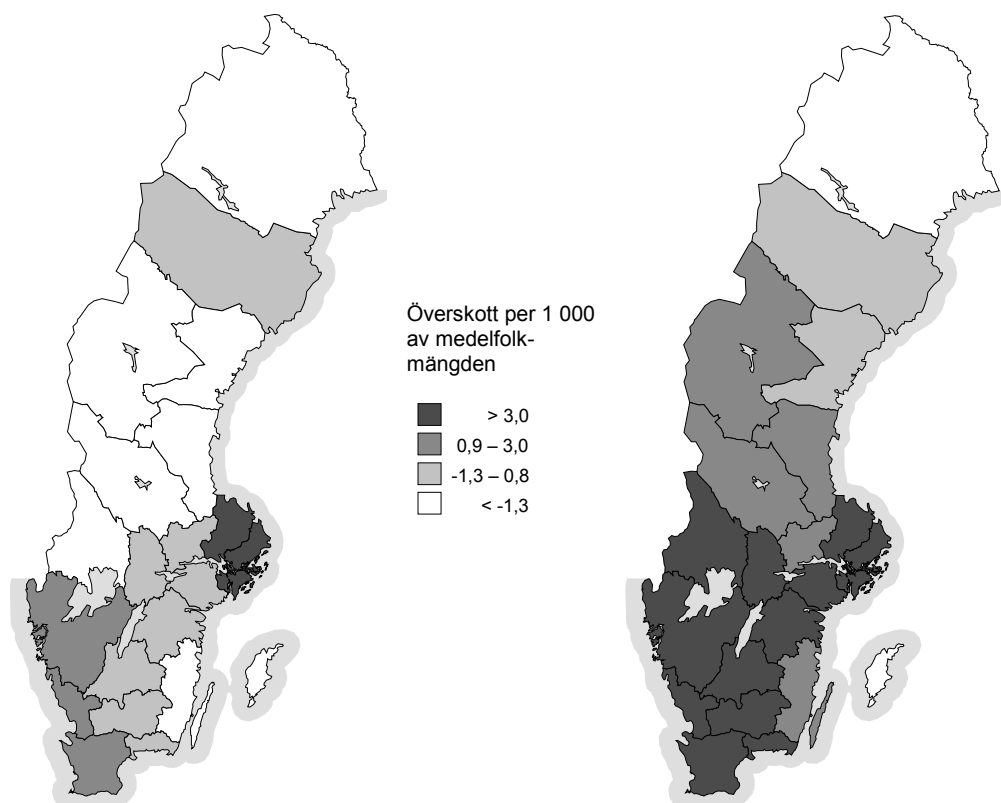 Överskott per 1 000
av medelfolk-
mängden
> 3,0
0,9 – 3,0
-1,3 – 0,8
< -1,3